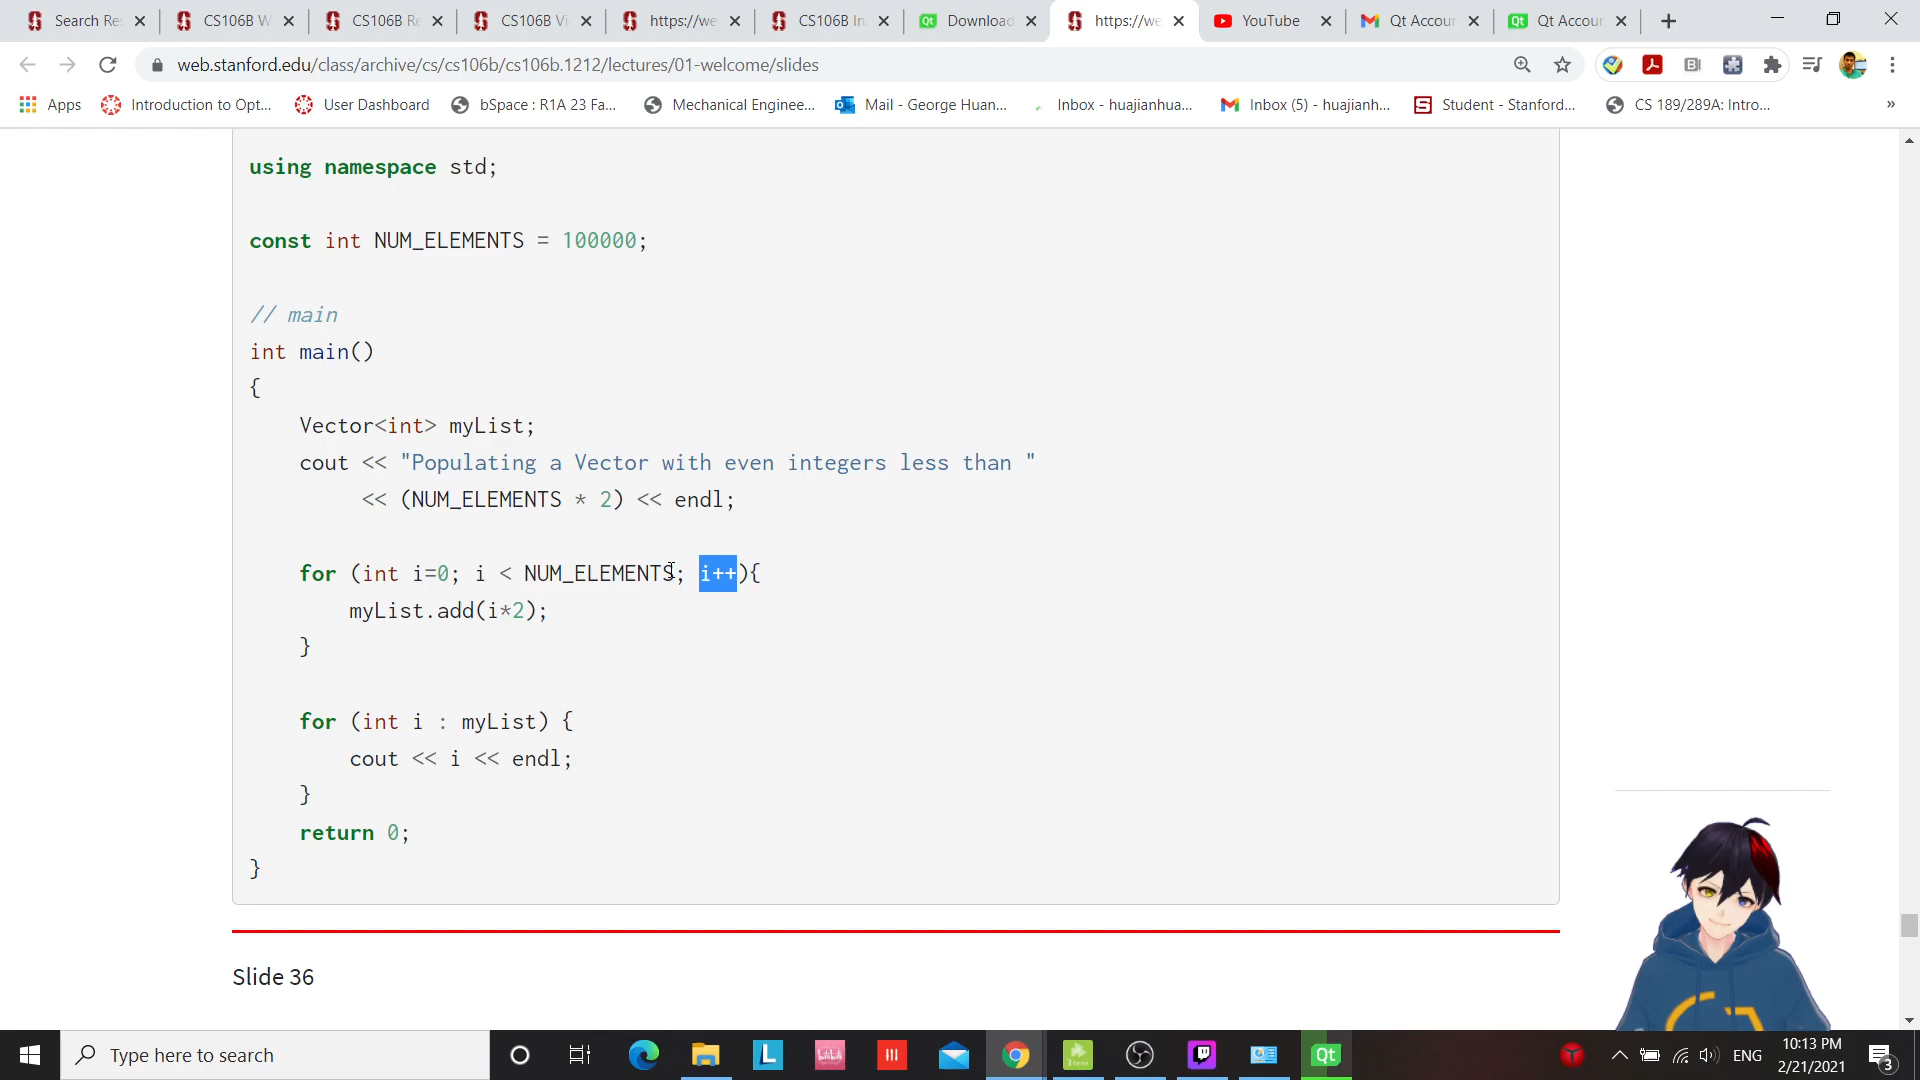 Search Res
CS106B W
CS106B Re
CS106B Vi
https://we
CS106B In
Download
https://we
YouTube
Qt Accour
Qt Accour
web.stanford.edu/class/archive/cs/cs106b/cs106b.1212/lectures/01-welcome/slides
Apps
Introduction to Opt...
User Dashboard
bSpace : R1A 23 Fa...
Mechanical Enginee...
Mail - George Huan...
Inbox - huajianhua...
Inbox (5) - huajianh...
Student - Stanford...
CS 189/289A: Intro...
»
using namespace std;
const int NUM_ELEMENTS = 100000;
// main
int main()
{
Vector<int> myList;
cout << "Populating a Vector with even integers less than "
<< (NUM_ELEMENTS * 2) << endl;
for (int i=0; i < NUM_ELEMENTS; i++){
myList.add(i*2);
}
for (int i : myList) {
cout << i << endl;
}
return 0;
}
Slide 36
Type here to search
L
Qt
ENG
10:13 PM
2/21/2021
3